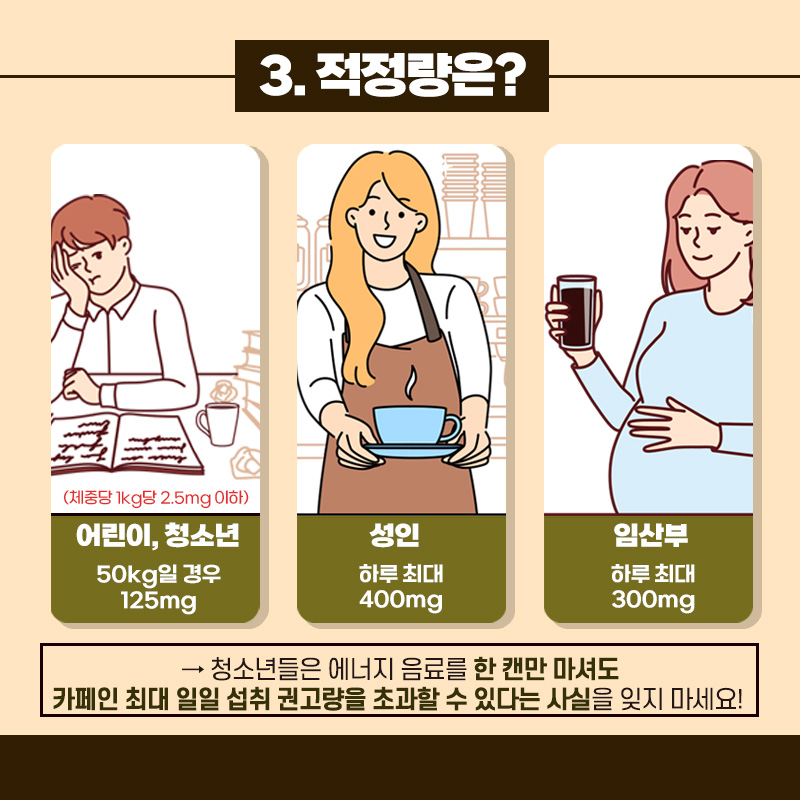 3. 적정량은?
(체중당 1kg당 2.5mg 이하)
어린이, 청소년
50kg일 경우
125mg
성인
하루 최대
400mg
임산부
하루 최대
300mg
→ 청소년들은 에너지 음료를 한 캔만 마셔도
카페인 최대 일일 섭취 권고량을 초과할 수 있다는 사실을 잊지 마세요!